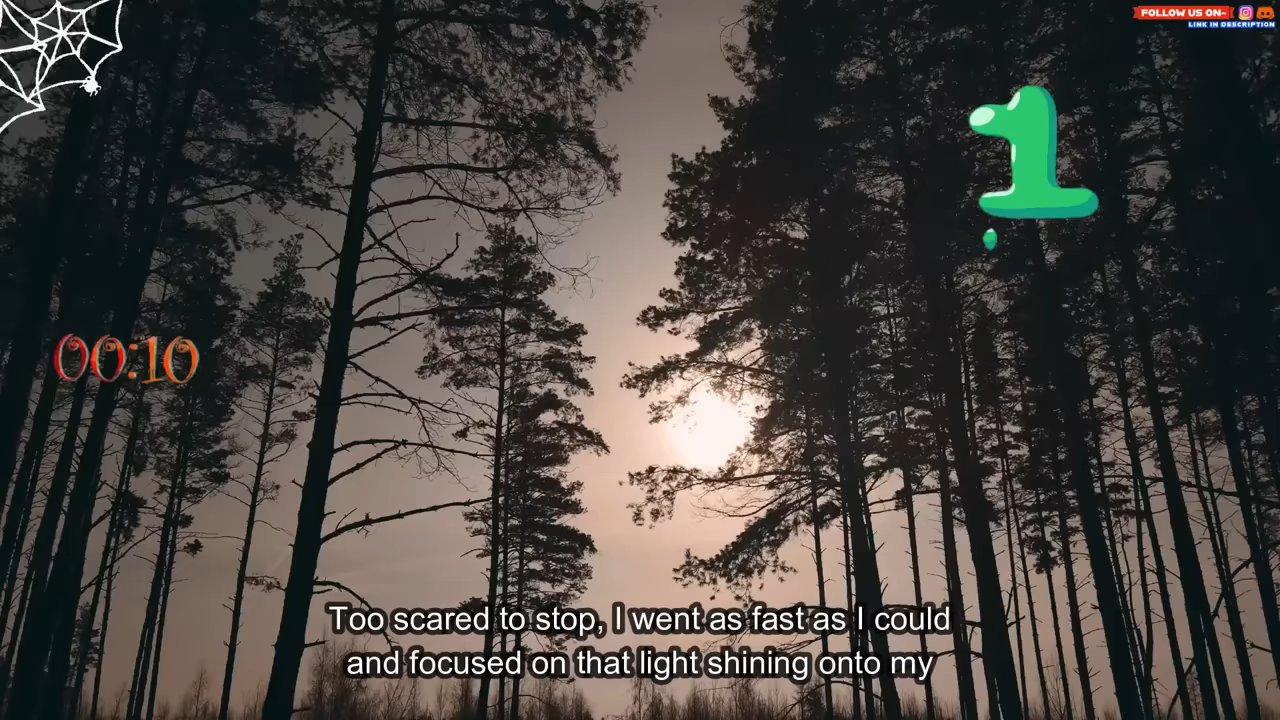 FOLLOW US ON-
LINK IN DESCRIPTION
1
00:10
Too scared to stop, I went as fast as I could
and focused on that light shining onto my